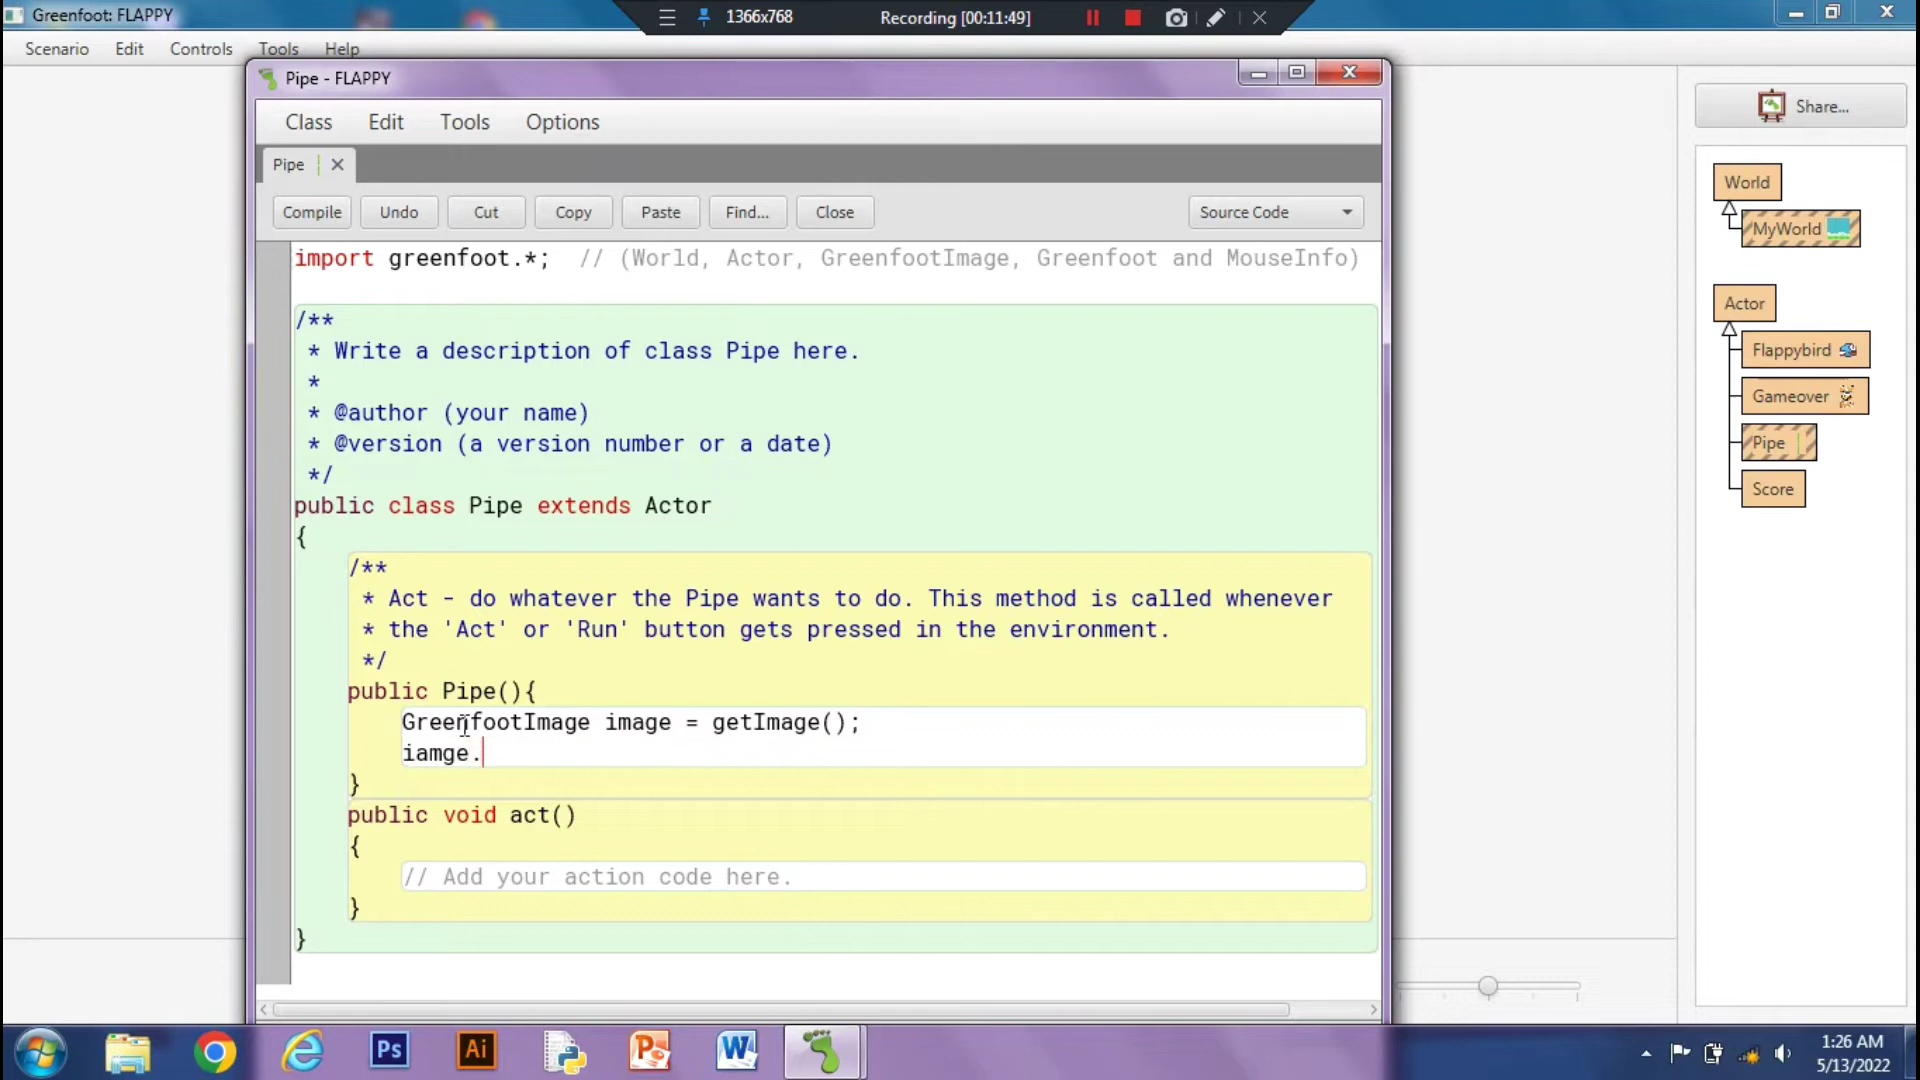 Greenfoot: FLAPPY
1366x768
Recording [00:11:49]
Scenario Edit Controls Tools Help
Pipe - FLAPPY
Class Edit Tools Options
Pipe
Compile Undo Cut Copy Paste Find... Close Source Code
import greenfoot.*;  // (World, Actor, GreenfootImage, Greenfoot and MouseInfo)
/**
 * Write a description of class Pipe here.
 *
 * @author (your name)
 * @version (a version number or a date)
 */
public class Pipe extends Actor
{
/**
 * Act - do whatever the Pipe wants to do. This method is called whenever
 * the 'Act' or 'Run' button gets pressed in the environment.
 */
public Pipe(){
GreenfootImage image = getImage();
iamge.
}
public void act()
{
// Add your action code here.
}
}
Share...
World
MyWorld
Actor
Flappybird
Gameover
Pipe
Score
Ps Ai
1:26 AM
5/13/2022